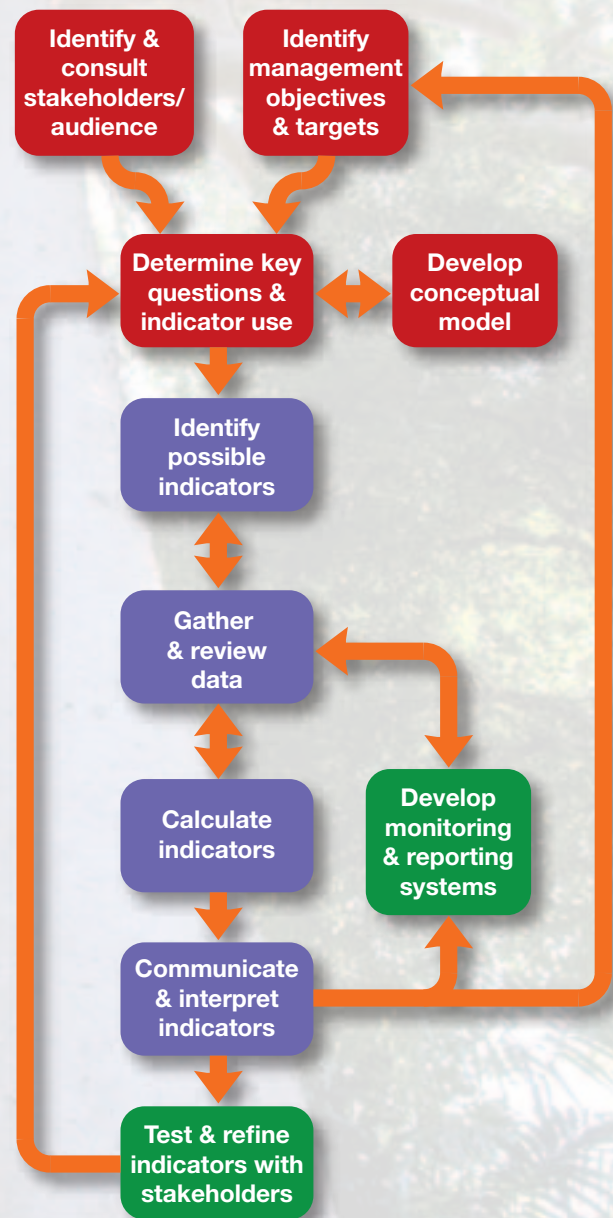 Identify &
consult
stakeholders/
audience
Identify
management
objectives
& targets
Determine key
questions &
indicator use
Develop
conceptual
model
Identify
possible
indicators
Gather
& review
data
Calculate
indicators
Develop
monitoring
& reporting
systems
Communicate
& interpret
indicators
Test & refine
indicators with
stakeholders